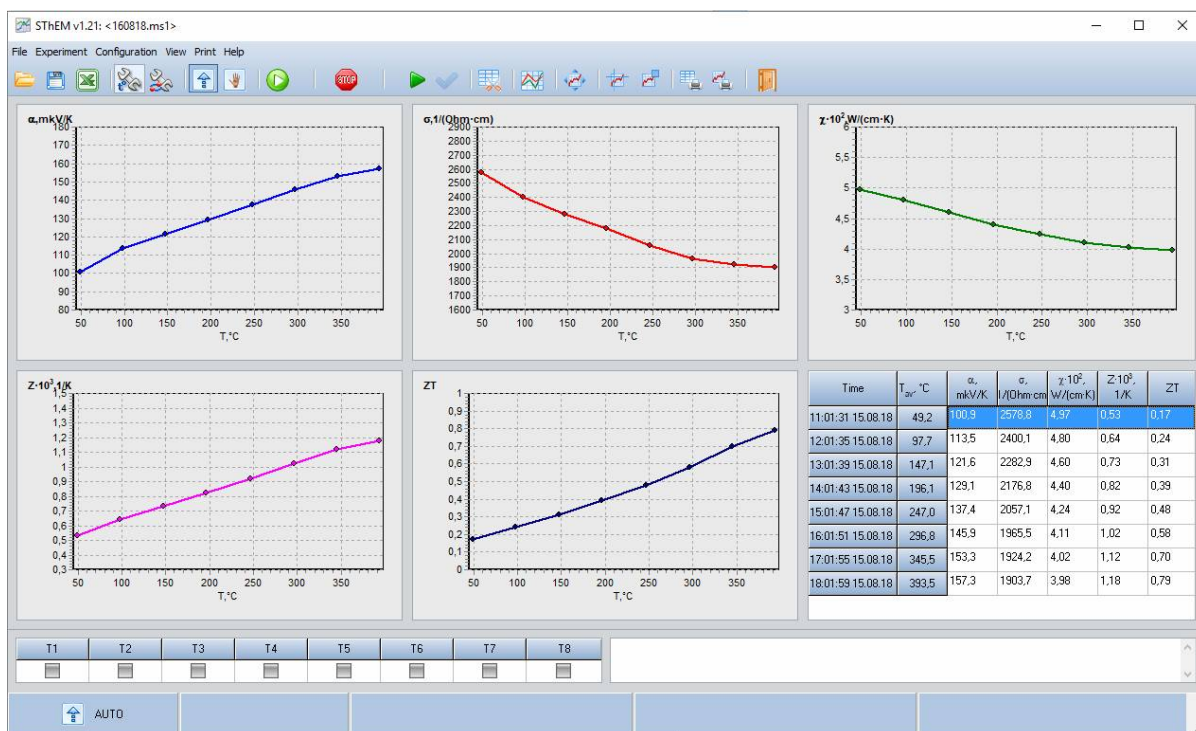 SThEM v1.21: <160818.ms1>
File Experiment Configuration View Print Help
STOP
α,mkV/K
180
170
160
150
140
130
120
110
100
90
80
50 100 150 200 250 300 350
T,°C
σ,1/(Ohm·cm)
2900
2800
2700
2600
2500
2400
2300
2200
2100
2000
1900
1800
1700
1600
50 100 150 200 250 300 350
T,°C
χ·10²,W/(cm·K)
6
5,5
5
4,5
4
3,5
3
50 100 150 200 250 300 350
T,°C
Z·10³,1/K
1,5
1,4
1,3
1,2
1,1
1
0,9
0,8
0,7
0,6
0,5
0,4
0,3
50 100 150 200 250 300 350
T,°C
ZT
1
0,9
0,8
0,7
0,6
0,5
0,4
0,3
0,2
0,1
0
50 100 150 200 250 300 350
T,°C
Time Tav, °C α, mkV/K σ, 1/(Ohm·cm χ·10², W/(cm·K) Z·10³, 1/K ZT
11:01:31 15.08.18 49,2 100,9 2578,8 4,97 0,53 0,17
12:01:35 15.08.18 97,7 113,5 2400,1 4,80 0,64 0,24
13:01:39 15.08.18 147,1 121,6 2282,9 4,60 0,73 0,31
14:01:43 15.08.18 196,1 129,1 2176,8 4,40 0,82 0,39
15:01:47 15.08.18 247,0 137,4 2057,1 4,24 0,92 0,48
16:01:51 15.08.18 296,8 145,9 1965,5 4,11 1,02 0,58
17:01:55 15.08.18 345,5 153,3 1924,2 4,02 1,12 0,70
18:01:59 15.08.18 393,5 157,3 1903,7 3,98 1,18 0,79
T1 T2 T3 T4 T5 T6 T7 T8
AUTO